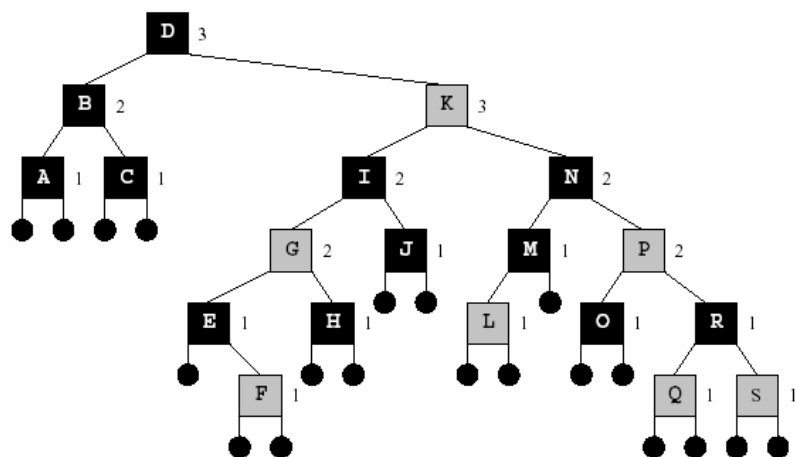 D 3
B 2 K 3
A 1 C 1 I 2 N 2
G 2 J 1 M 1 P 2
E 1 H 1 L 1 O 1 R 1
F 1 Q 1 S 1